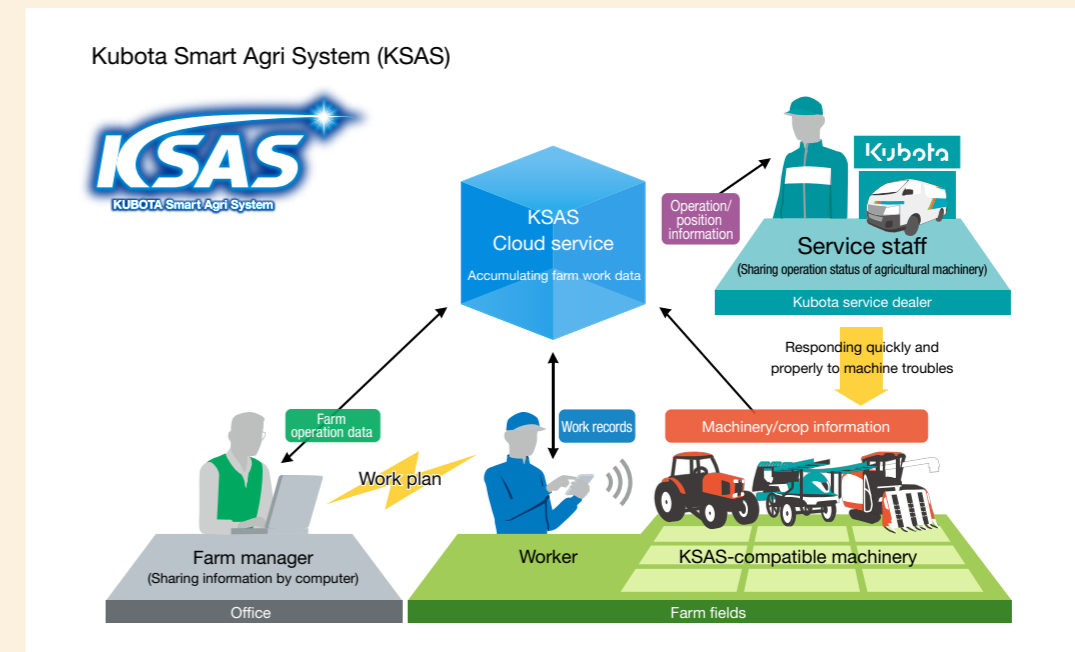 Kubota Smart Agri System (KSAS)
KSAS
KUBOTA Smart Agri System
KSAS
Cloud service
Accumulating farm work data
Operation/
position
information
Kubota
Service staff
(Sharing operation status of agricultural machinery)
Kubota service dealer
Responding quickly and
properly to machine troubles
Farm
operation data
Work records
Machinery/crop information
Work plan
Farm manager
(Sharing information by computer)
Office
Worker
KSAS-compatible machinery
Farm fields